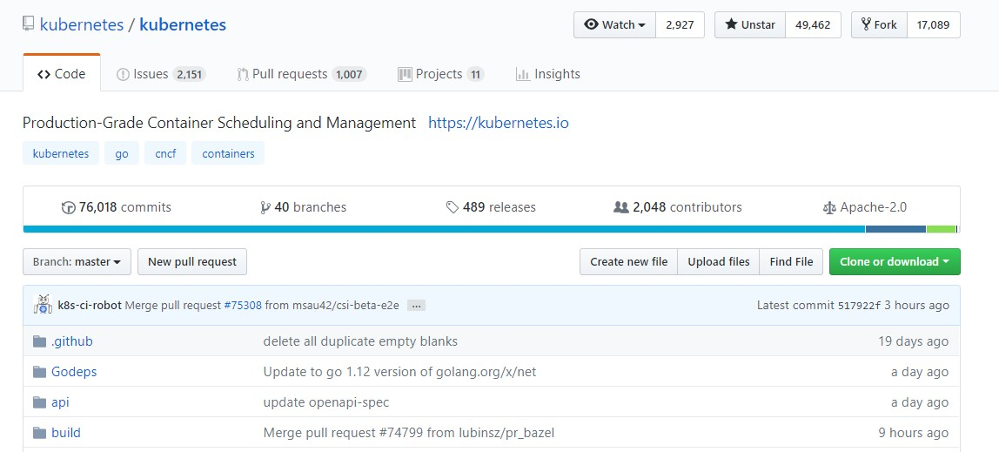 kubernetes / kubernetes Watch 2,927 Unstar 49,462 Fork 17,089
Code Issues 2,151 Pull requests 1,007 Projects 11 Insights
Production-Grade Container Scheduling and Management https://kubernetes.io
kubernetes go cncf containers
76,018 commits 40 branches 489 releases 2,048 contributors Apache-2.0
Branch: master New pull request Create new file Upload files Find File Clone or download
k8s-ci-robot Merge pull request #75308 from msau42/csi-beta-e2e ... Latest commit 517922f 3 hours ago
.github delete all duplicate empty blanks 19 days ago
Godeps Update to go 1.12 version of golang.org/x/net a day ago
api update openapi-spec a day ago
build Merge pull request #74799 from lubinsz/pr_bazel 9 hours ago